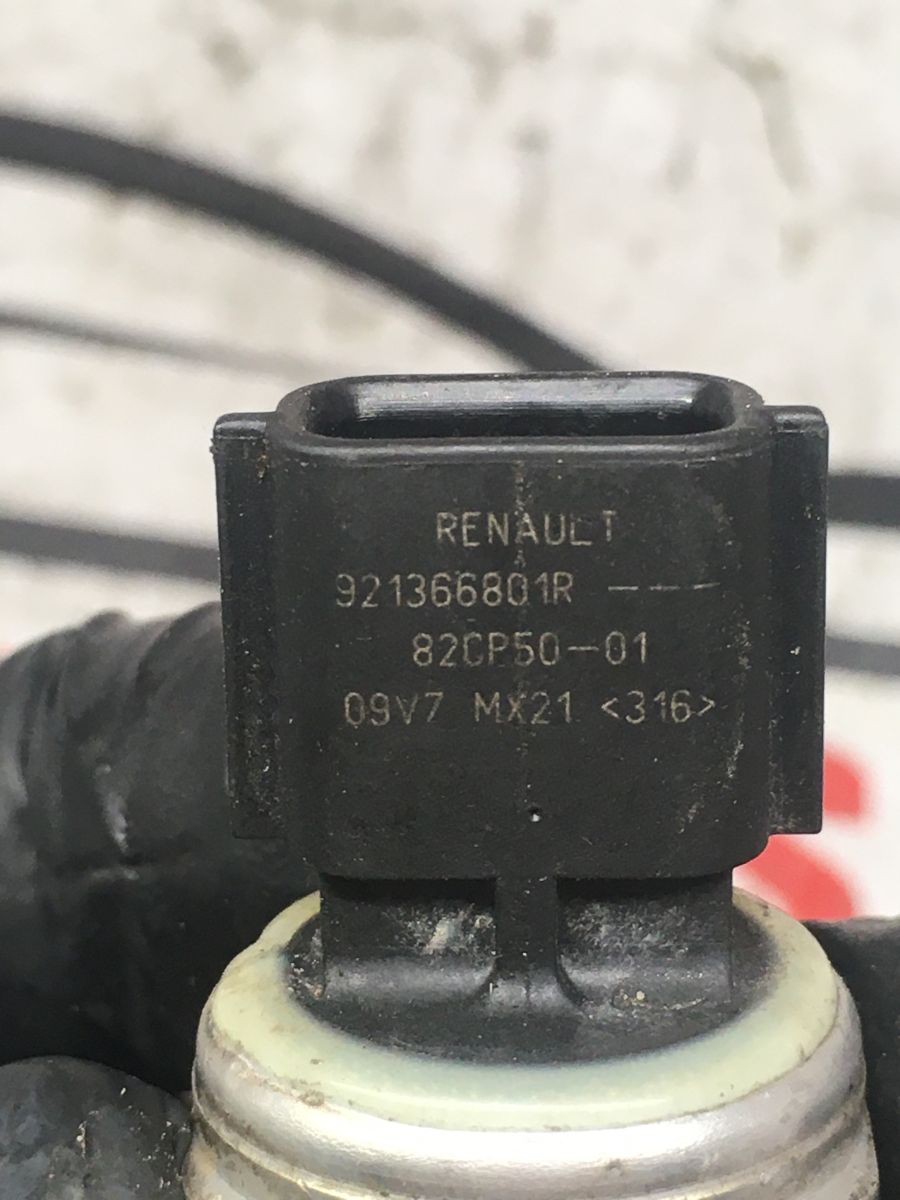 RENAULT
921366801R ---
82CP50-01
09V7 MX21 <316>